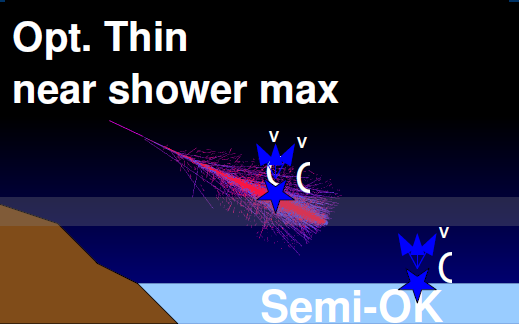 Opt. Thin
near shower max
v
v
v
Semi-OK